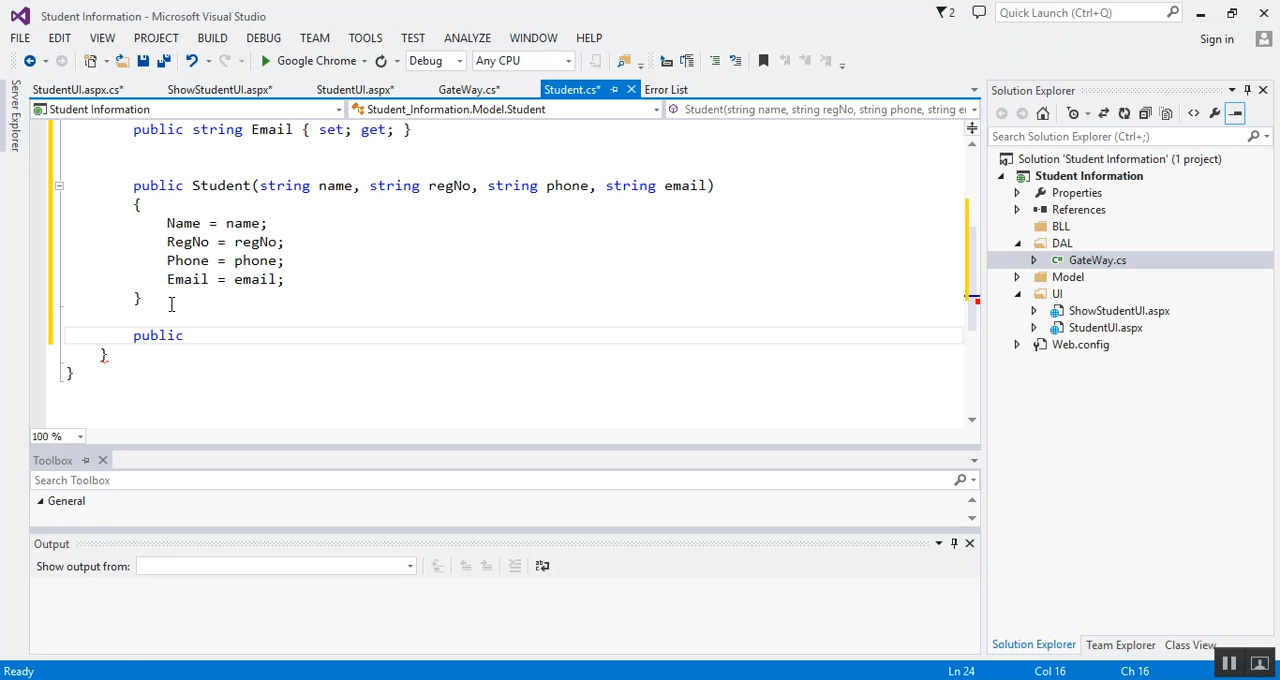 Student Information - Microsoft Visual Studio
2
Quick Launch (Ctrl+Q)
FILE EDIT VIEW PROJECT BUILD DEBUG TEAM TOOLS TEST ANALYZE WINDOW HELP
Sign in
Google Chrome Debug Any CPU
Server Explorer
StudentUI.aspx.cs* ShowStudentUI.aspx* StudentUI.aspx* GateWay.cs* Student.cs* Error List
Student Information Student_Information.Model.Student Student(string name, string regNo, string phone, string e
public string Email { set; get; }
public Student(string name, string regNo, string phone, string email)
{
Name = name;
RegNo = regNo;
Phone = phone;
Email = email;
}
public
}
}
100 %
Toolbox
Search Toolbox
General
Output
Show output from:
Solution Explorer
Search Solution Explorer (Ctrl+;)
Solution 'Student Information' (1 project)
Student Information
Properties
References
BLL
DAL
C# GateWay.cs
Model
UI
ShowStudentUI.aspx
StudentUI.aspx
Web.config
Solution Explorer Team Explorer Class View
Ready Ln 24 Col 16 Ch 16